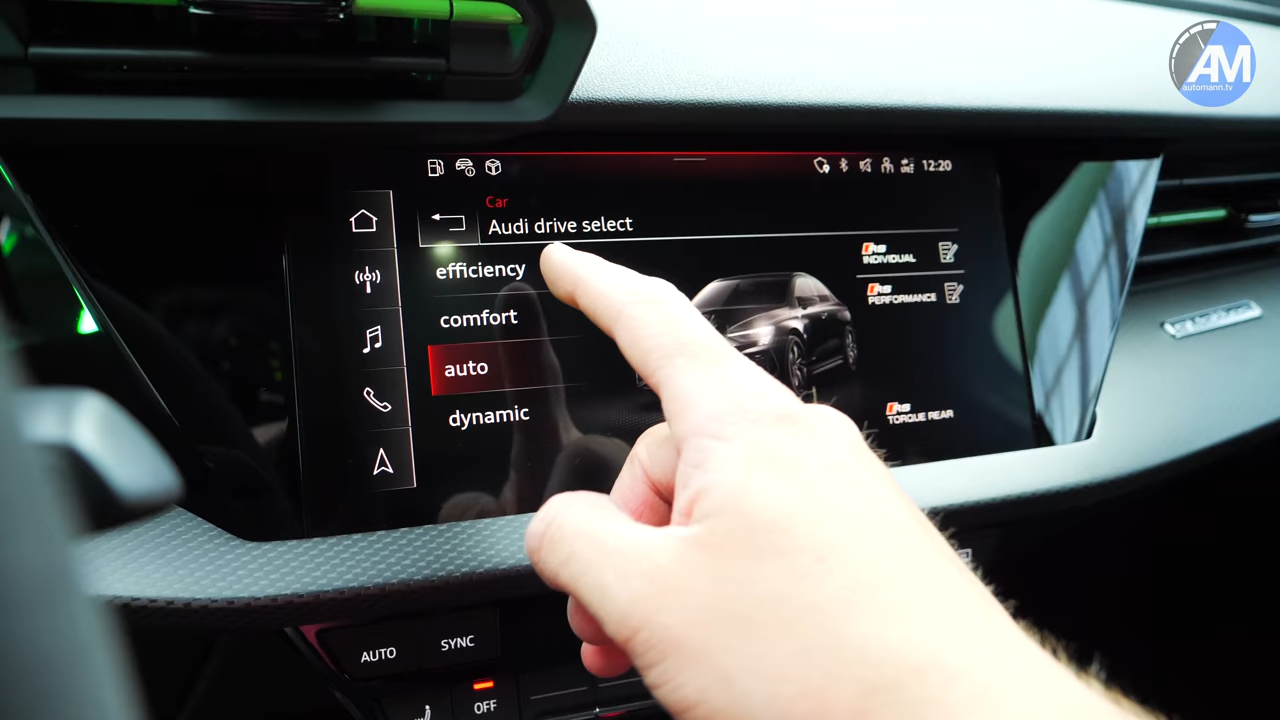 AM
automann.tv
12:20
Car
Audi drive select
efficiency
comfort
auto
dynamic
RS
INDIVIDUAL
RS
PERFORMANCE
RS
TORQUE REAR
AUTO
SYNC
OFF